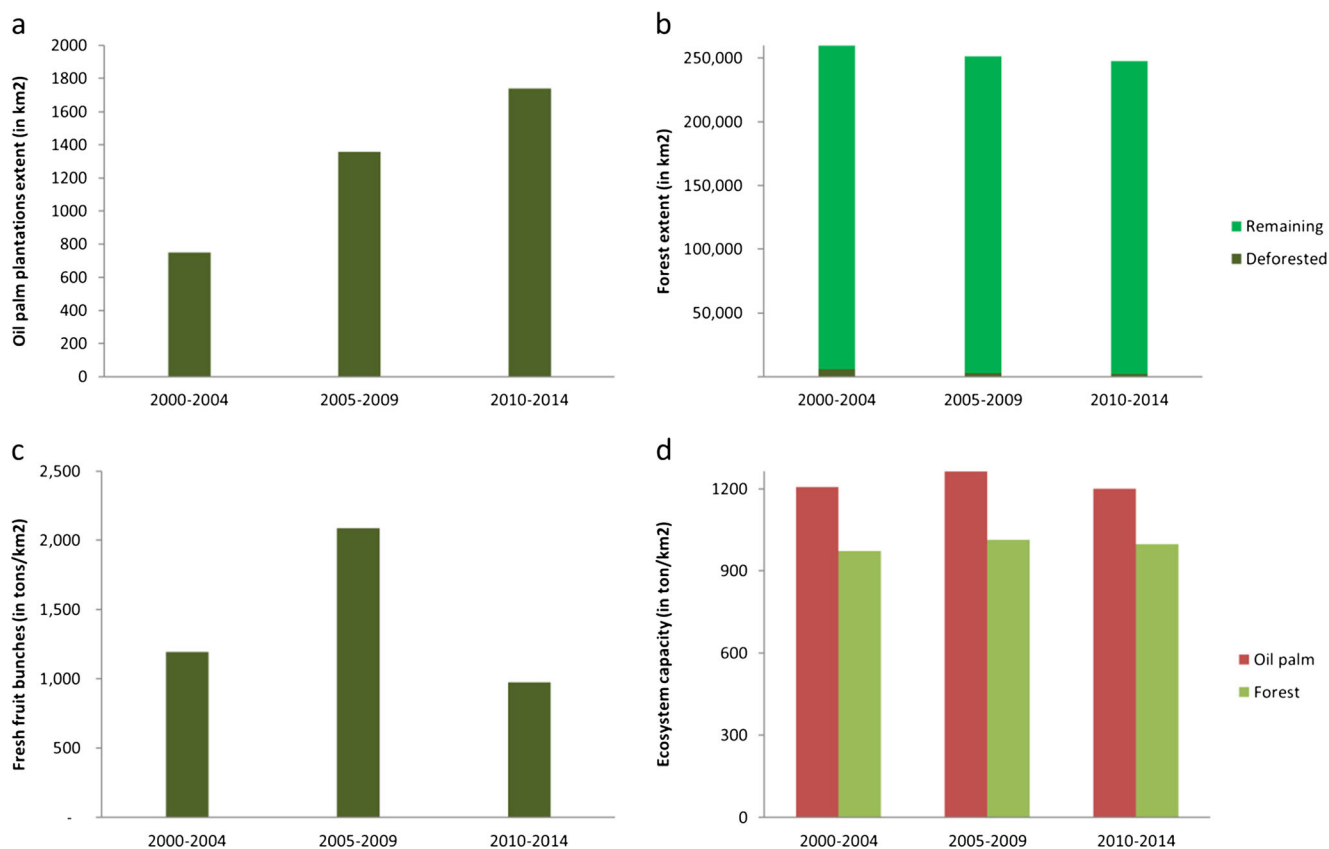 a
Oil palm plantations extent (in km2)
2000
1800
1600
1400
1200
1000
800
600
400
200
0
2000-2004 2005-2009 2010-2014
b
Forest extent (in km2)
250,000
200,000
150,000
100,000
50,000
2000-2004 2005-2009 2010-2014
Remaining
Deforested
c
Fresh fruit bunches (in tons/km2)
2,500
2,000
1,500
1,000
500
-
2000-2004 2005-2009 2010-2014
d
Ecosystem capacity (in ton/km2)
1200
900
600
300
0
2000-2004 2005-2009 2010-2014
Oil palm
Forest